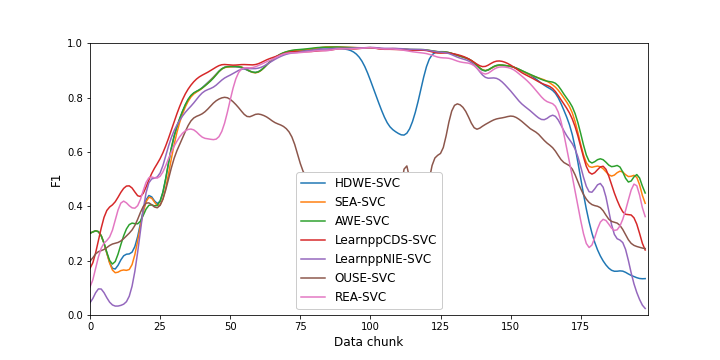 1.0
0.8
0.6
0.4
0.2
0.0
F1
HDWE-SVC
SEA-SVC
AWE-SVC
LearnppCDS-SVC
LearnppNIE-SVC
OUSE-SVC
REA-SVC
0 25 50 75 100 125 150 175
Data chunk